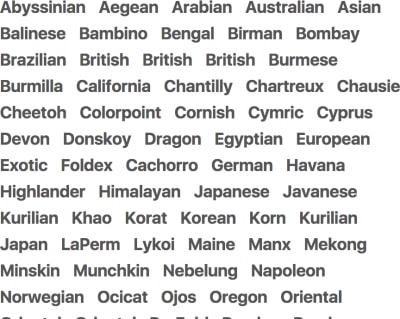 Abyssinian Aegean Arabian Australian Asian
Balinese Bambino Bengal Birman Bombay
Brazilian British British British Burmese
Burmilla California Chantilly Chartreux Chausie
Cheetoh Colorpoint Cornish Cymric Cyprus
Devon Donskoy Dragon Egyptian European
Exotic Foldex Cachorro German Havana
Highlander Himalayan Japanese Javanese
Kurilian Khao Korat Korean Korn Kurilian
Japan LaPerm Lykoi Maine Manx Mekong
Minskin Munchkin Nebelung Napoleon
Norwegian Ocicat Ojos Oregon Oriental